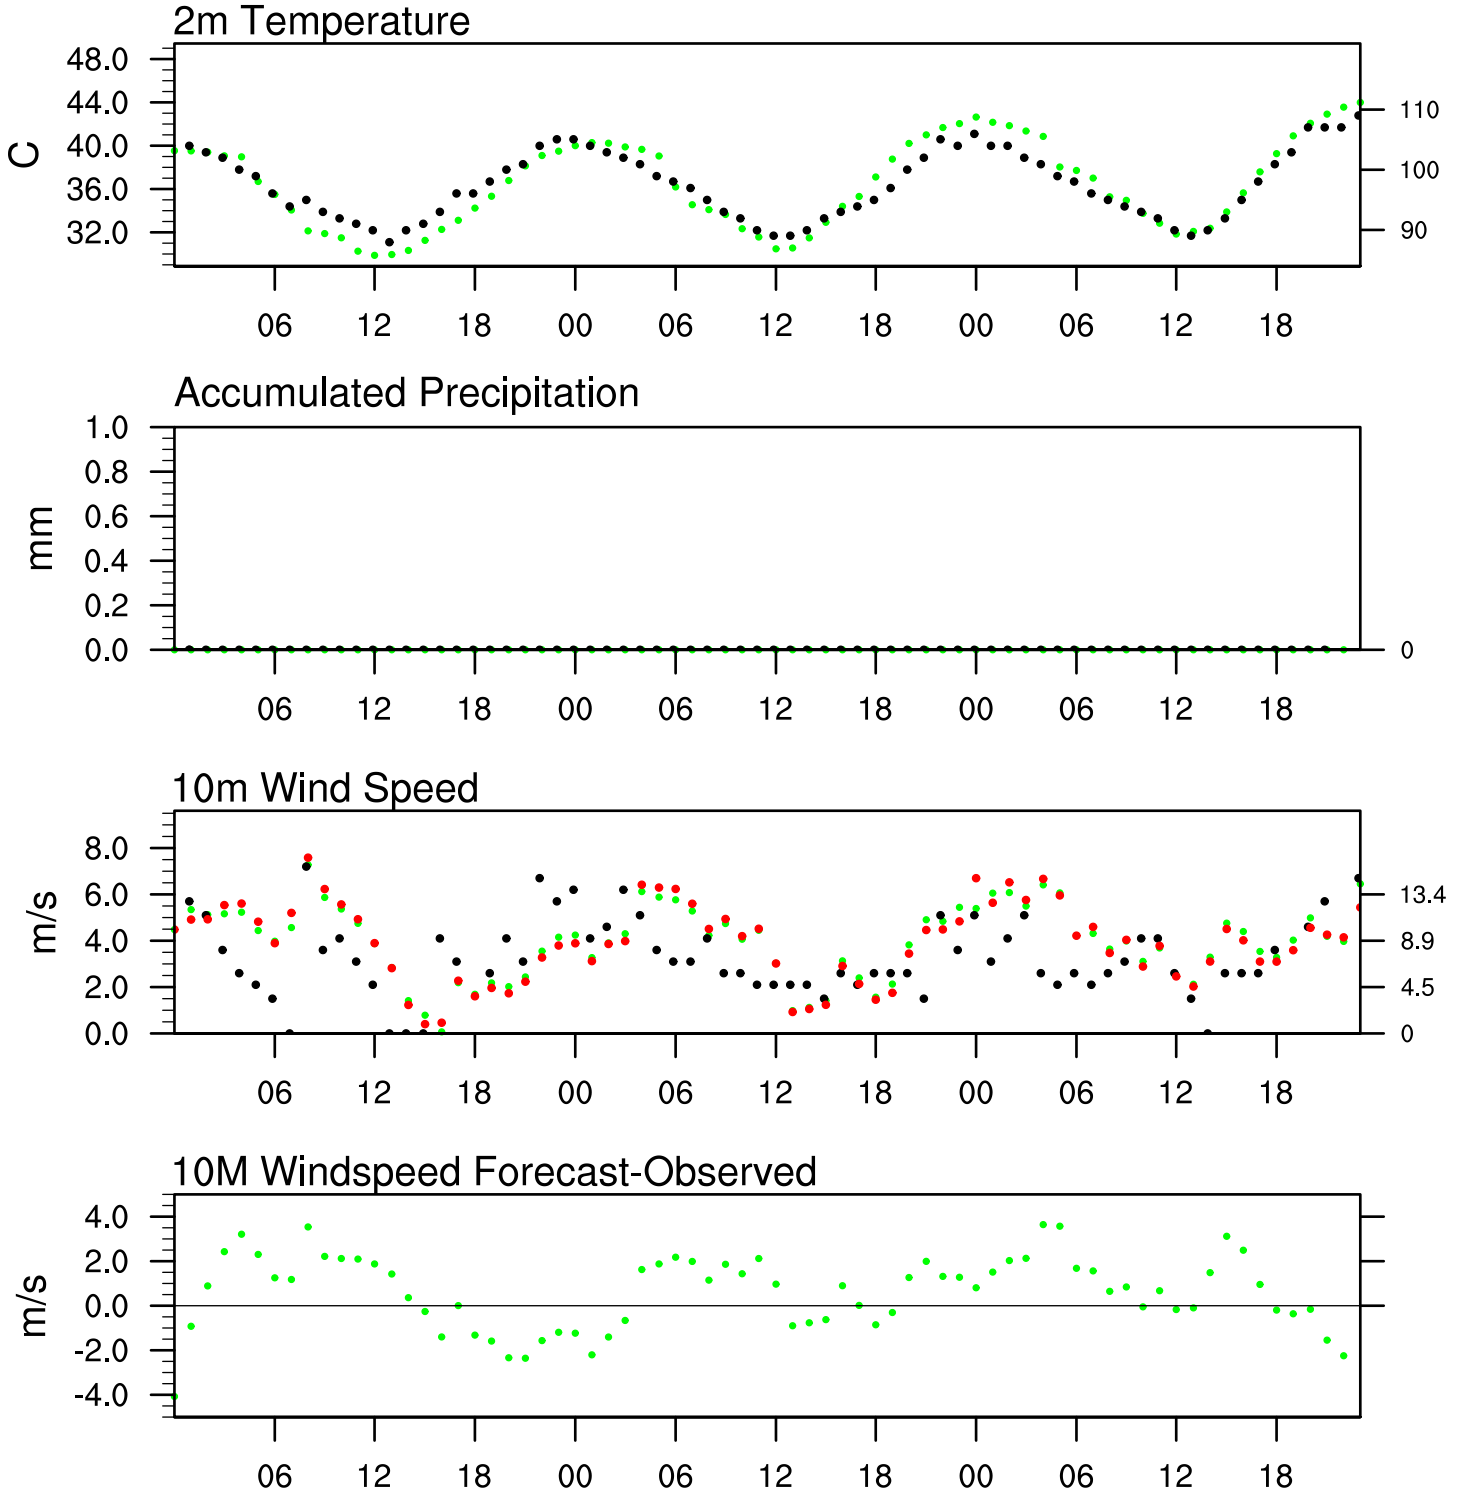 2m Temperature
48.0
44.0
40.0
36.0
32.0
C
110
100
90
06 12 18 00 06 12 18 00 06 12 18
Accumulated Precipitation
1.0
0.8
0.6
0.4
0.2
0.0
mm
0
06 12 18 00 06 12 18 00 06 12 18
10m Wind Speed
8.0
6.0
4.0
2.0
0.0
m/s
13.4
8.9
4.5
0
06 12 18 00 06 12 18 00 06 12 18
10M Windspeed Forecast-Observed
4.0
2.0
0.0
-2.0
-4.0
m/s
06 12 18 00 06 12 18 00 06 12 18